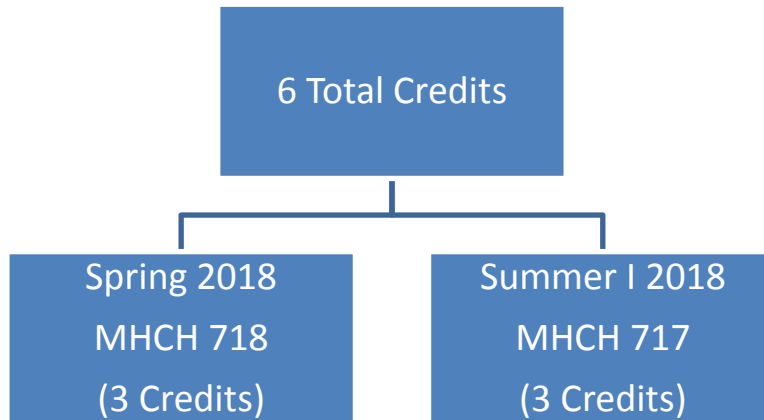 6 Total Credits
Spring 2018
MHCH 718
(3 Credits)
Summer I 2018
MHCH 717
(3 Credits)